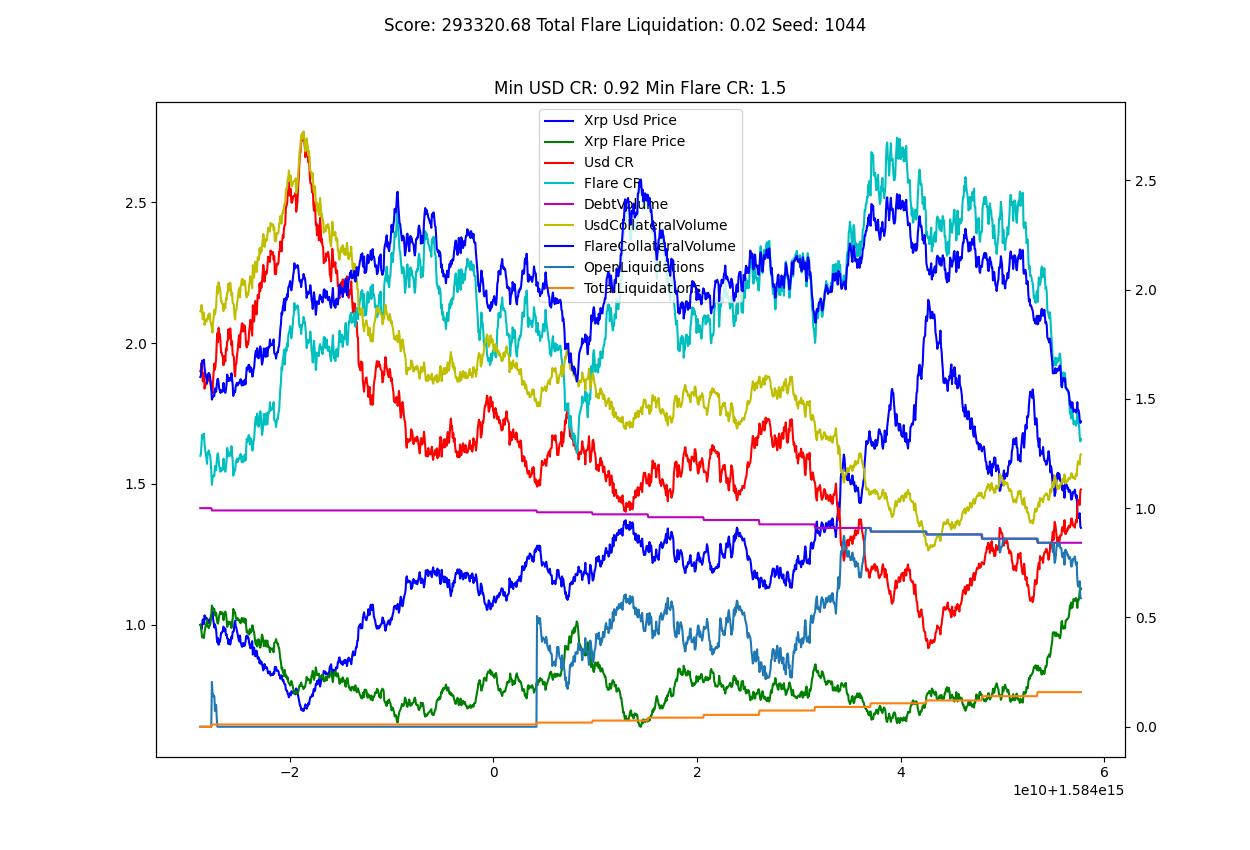 Score: 293320.68 Total Flare Liquidation: 0.02 Seed: 1044
Min USD CR: 0.92 Min Flare CR: 1.5
Xrp Usd Price
Xrp Flare Price
Usd CR
Flare CR
DebtVolume
UsdCollateralVolume
FlareCollateralVolume
OpenLiquidations
TotalLiquidations
2.5
2.0
1.5
1.0
2.5
2.0
1.5
1.0
0.5
0.0
−2 0 2 4 6
1e10+1.584e15